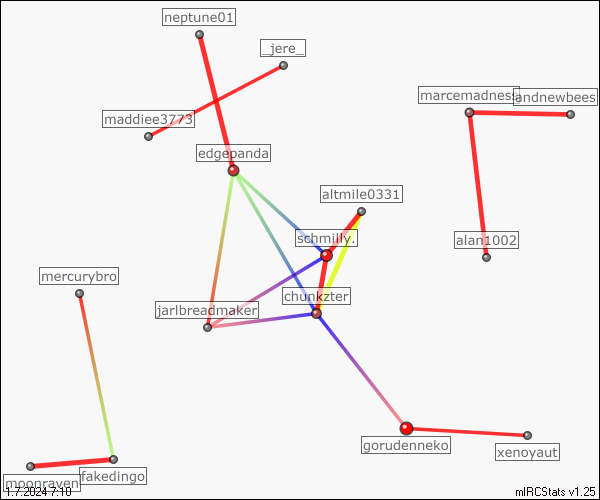 neptune01
_jere_
marcemadness
andnewbees
maddiee3773
edgepanda
altmile0331
schmilly.
alan1002
mercurybro
chunkzter
jarlbreadmaker
gorudenneko
xenoyaut
fakedingo
moonraven
1.7.2024 7:10
mIRCStats v1.25